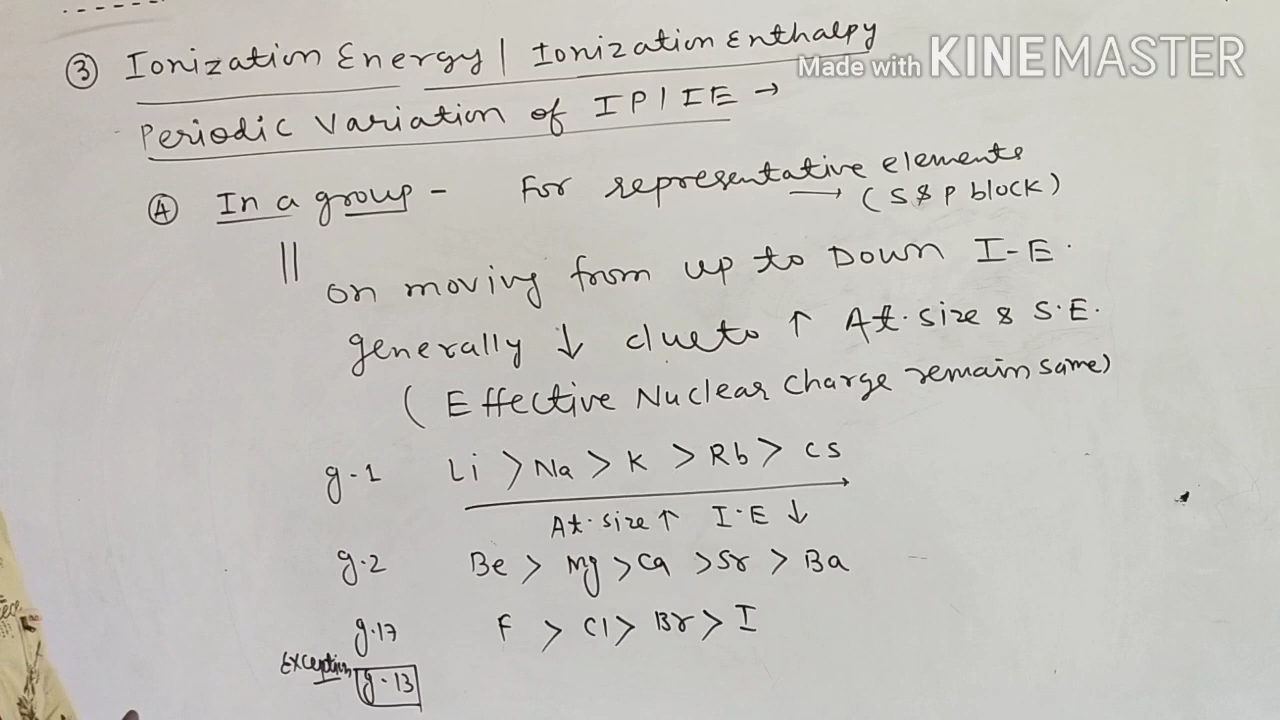 ③ Ionization Energy | Ionization Enthalpy
Made with KINEMASTER
Periodic Variation of IP/IE →
Ⓐ In a group - For representative elements
→ (S & P block)
|| on moving from up to Down I-E.
generally ↓ due to ↑ At. size & S.E.
( Effective Nuclear Charge remain same)
g-1 Li > Na > K > Rb > Cs
At. size ↑ I.E ↓
g.2 Be > Mg > Ca > Sr > Ba
g.17 F > Cl > Br > I
Exception g-13